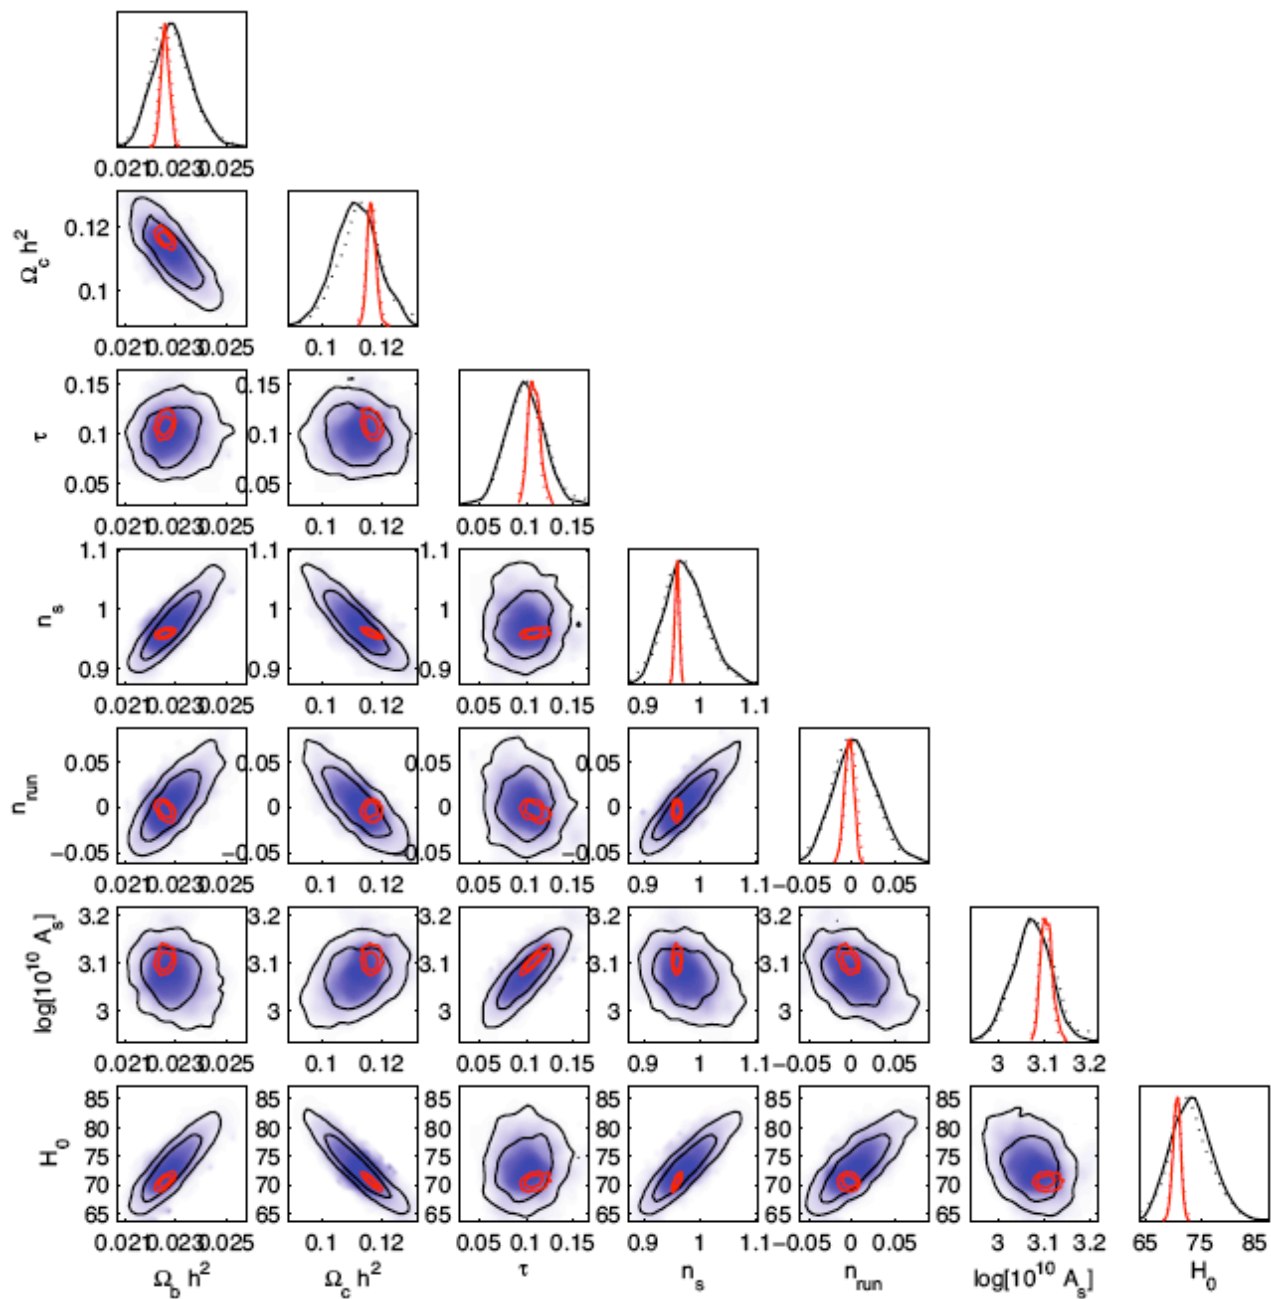 0.021 0.023 0.025
Ω_c h²
0.12
0.1
0.021 0.023 0.025 0.1 0.12
τ
0.15 0.15
0.1 0.1
0.05 0.05
0.021 0.023 0.025 0.1 0.12 0.05 0.1 0.15
n_s
1.1 1.1 1.1
1 1 1
0.9 0.9 0.9
0.021 0.023 0.025 0.1 0.12 0.05 0.1 0.15 0.9 1 1.1
n_run
0.05 0.05 0.05 0.05
0 0 0 0
−0.05 −0.05 −0.05 −0.05
0.021 0.023 0.025 0.1 0.12 0.05 0.1 0.15 0.9 1 1.1 −0.05 0 0.05
log[10¹⁰ A_s]
3.2 3.2 3.2 3.2 3.2
3.1 3.1 3.1 3.1 3.1
3 3 3 3 3
0.021 0.023 0.025 0.1 0.12 0.05 0.1 0.15 0.9 1 1.1 −0.05 0 0.05 3 3.1 3.2
H_0
85 85 85 85 85 85
80 80 80 80 80 80
75 75 75 75 75 75
70 70 70 70 70 70
65 65 65 65 65 65
0.021 0.023 0.025 0.1 0.12 0.05 0.1 0.15 0.9 1 1.1 −0.05 0 0.05 3 3.1 3.2 65 75 85
Ω_b h² Ω_c h² τ n_s n_run log[10¹⁰ A_s] H_0